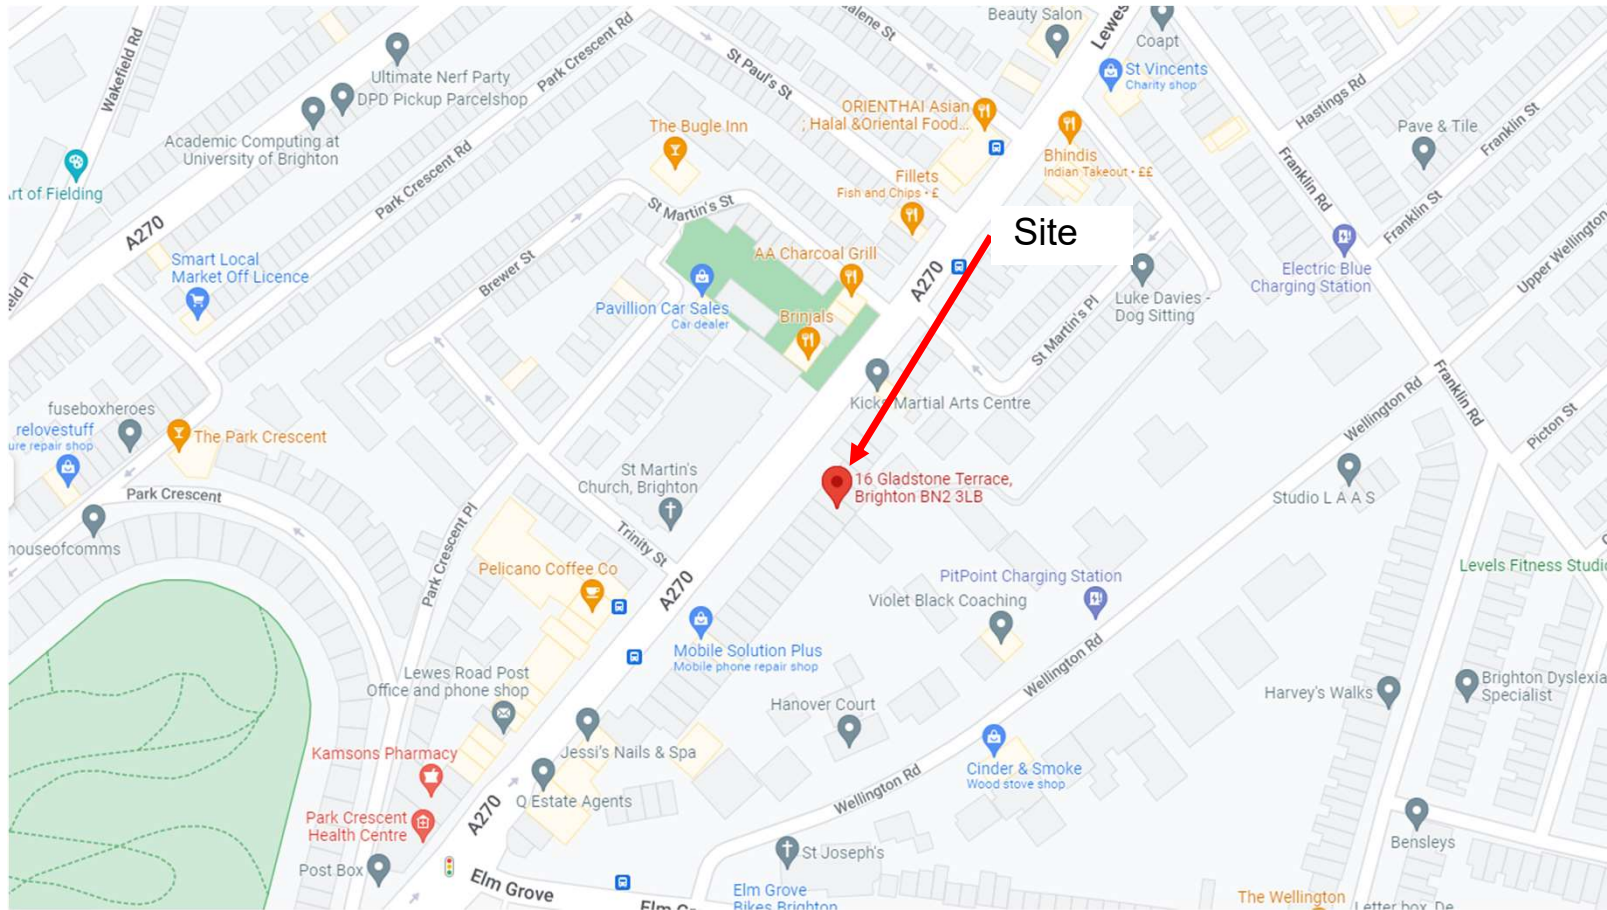 Beauty Salon
Lewes
Coapt
Wakefield Rd
Park Crescent Rd
St Paul's St
Ultimate Nerf Party
DPD Pickup Parcelshop
St Vincents
Charity shop
Hastings Rd
Academic Computing at
University of Brighton
The Bugle Inn
ORIENTHAI Asian
; Halal &Oriental Food...
Bhindis
Indian Takeout • ££
Pave & Tile
Franklin St
Franklin Rd
rt of Fielding
Park Crescent Rd
St Martin's St
Fillets
Fish and Chips • £
Site
Franklin St
Upper Wellington
A270
Smart Local
Market Off Licence
Brewer St
AA Charcoal Grill
A270
Electric Blue
Charging Station
Luke Davies -
Dog Sitting
Pavillion Car Sales
Car dealer
Brinjals
St Martin's Pl
Franklin Rd
Kicks Martial Arts Centre
Wellington Rd
Picton St
fuseboxheroes
relovestuff
ure repair shop
The Park Crescent
St Martin's
Church, Brighton
16 Gladstone Terrace,
Brighton BN2 3LB
Studio L A A S
Park Crescent
Park Crescent Pl
Trinity St
houseofcomms
Pelicano Coffee Co
A270
PitPoint Charging Station
Violet Black Coaching
Levels Fitness Studio
Mobile Solution Plus
Mobile phone repair shop
Wellington Rd
Lewes Road Post
Office and phone shop
Hanover Court
Harvey's Walks
Brighton Dyslexia
Specialist
Kamsons Pharmacy
Jessi's Nails & Spa
Cinder & Smoke
Wood stove shop
Q Estate Agents
Wellington Rd
A270
Park Crescent
Health Centre
Bensleys
St Joseph's
Post Box
Elm Grove
Elm Grove
Bikes Brighton
The Wellington
Letter box, De